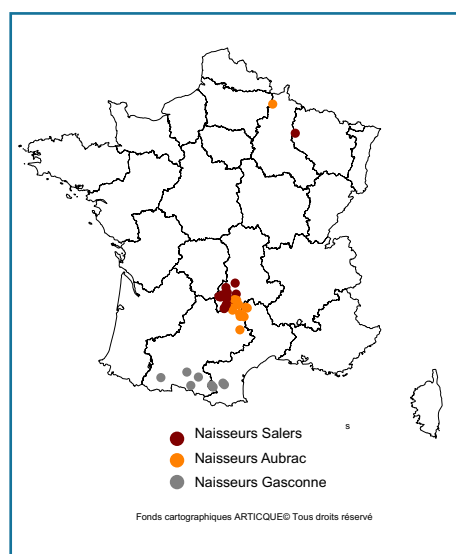 s
Naisseurs Salers
Naisseurs Aubrac
Naisseurs Gasconne
Fonds cartographiques ARTICQUE© Tous droits réservé